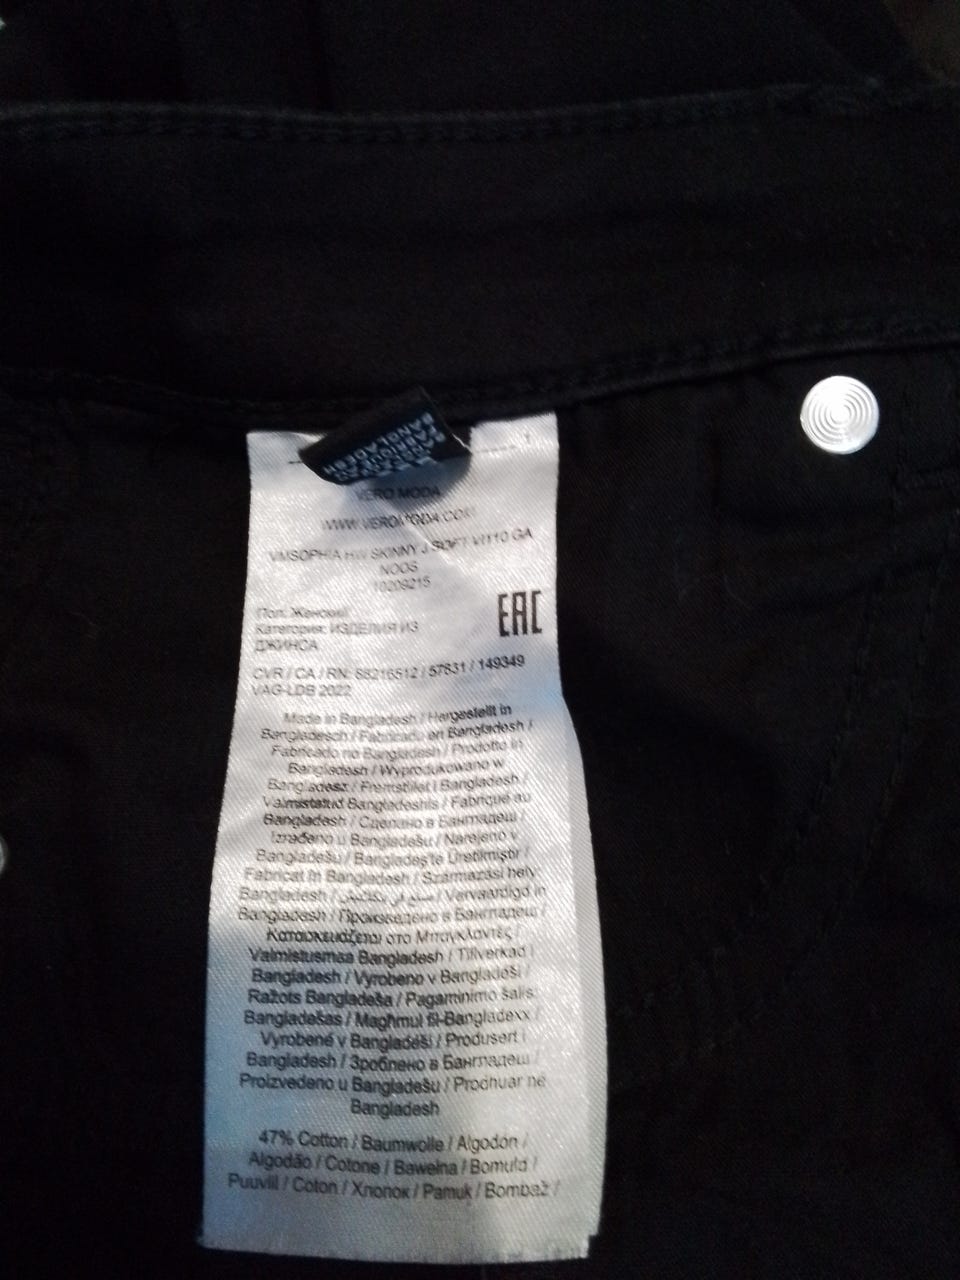 BANGLADESH
VERO MODA
WWW.VEROMODA.COM
VMSOPHIA HW SKINNY J SOFT VI110 GA
NOOS
10209215
Пол: Женский
Категория: ИЗДЕЛИЯ ИЗ
ДЖИНСА
EAC
CVR / CA / RN: 88216512 / 57831 / 149349
VAG-LDB 2022
Made in Bangladesh / Hergestellt in
Bangladesch / Fabricado en Bangladesh /
Fabricado no Bangladesh / Prodotto in
Bangladesh / Wyprodukowano w
Bangladesz / Fremstillet i Bangladesh /
Valmistatud Bangladeshis / Fabriqué au
Bangladesh / Сделано в Бангладеш /
Izrađeno u Bangladešu / Narejeno v
Bangladešu / Bangladeş'te Üretilmiştir /
Fabricat în Bangladesh / Származási hely:
Bangladesh / صنع في بنگلاديش / Vervaardigd in
Bangladesh / Произведено в Бангладеш /
Κατασκευάζεται στο Μπαγκλαντές /
Valmistusmaa Bangladesh / Tillverkad i
Bangladesh / Vyrobeno v Bangladéši /
Ražots Bangladeša / Pagaminimo šalis:
Bangladešas / Magħmul fil-Bangladexx /
Vyrobené v Bangladéši / Produsert i
Bangladesh / Зроблено в Бангладеш /
Proizvedeno u Bangladešu / Prodhuar në
Bangladesh
47% Cotton / Baumwolle / Algodón /
Algodão / Cotone / Bawełna / Bomuld /
Puuvill / Coton / Хлопок / Pamuk / Bombaž /